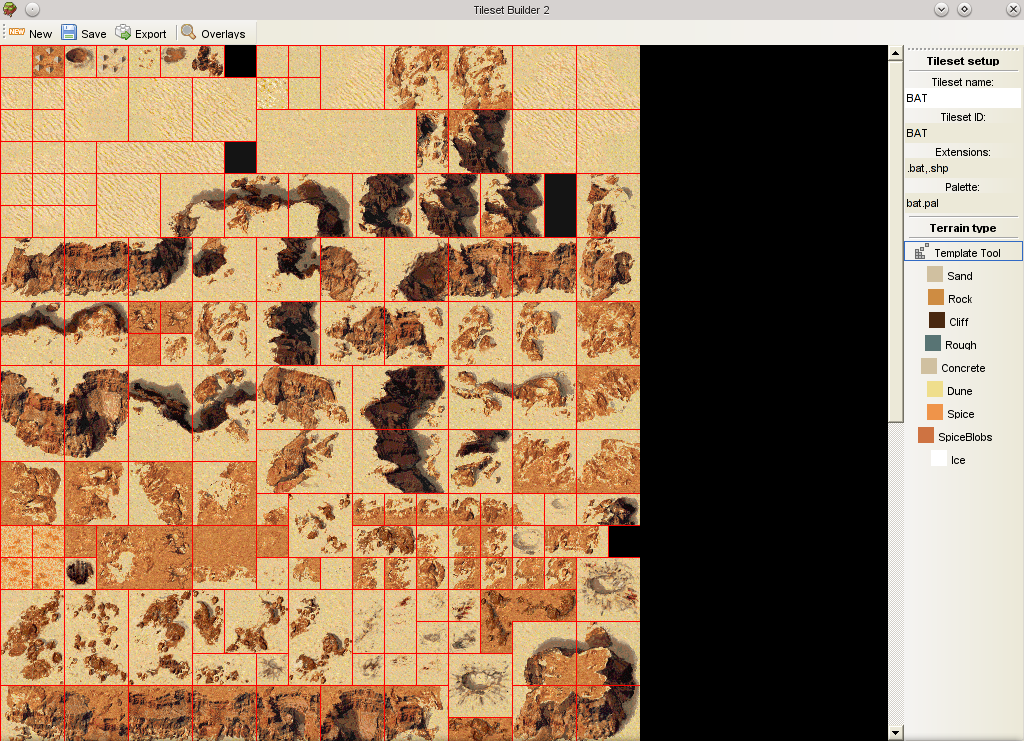 Tileset Builder 2
NEW New Save Export Overlays
Tileset setup
Tileset name:
BAT
Tileset ID:
BAT
Extensions:
.bat,.shp
Palette:
bat.pal
Terrain type
Template Tool
Sand
Rock
Cliff
Rough
Concrete
Dune
Spice
SpiceBlobs
Ice